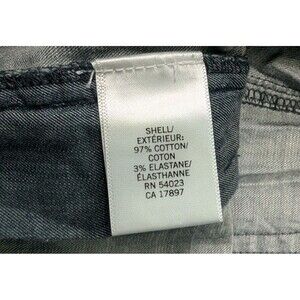 SHELL/
EXTÉRIEUR:
97% COTTON/
COTON
3% ELASTANE/
ÉLASTHANNE
RN 54023
CA 17897